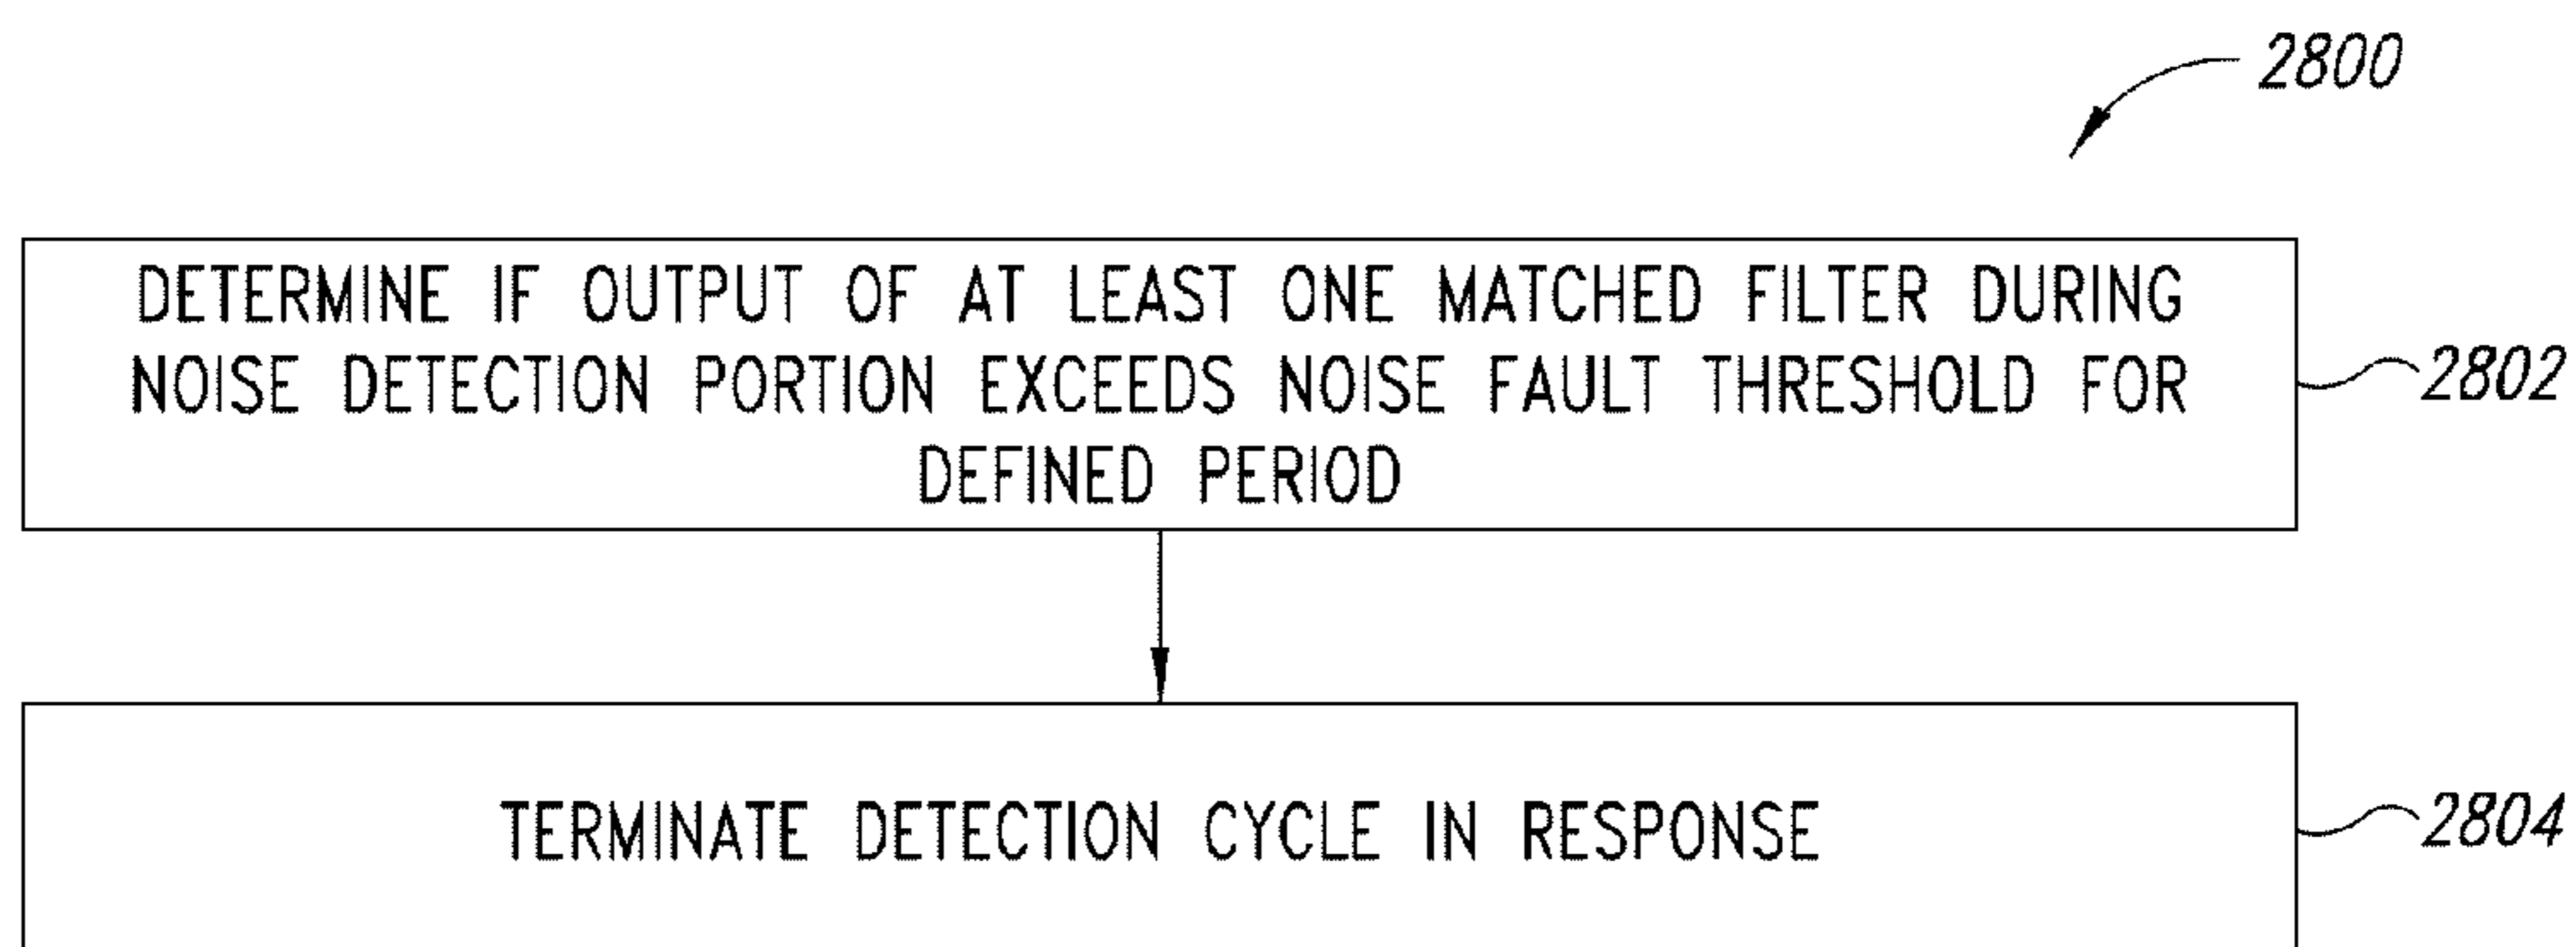 2800
DETERMINE IF OUTPUT OF AT LEAST ONE MATCHED FILTER DURING
NOISE DETECTION PORTION EXCEEDS NOISE FAULT THRESHOLD FOR
DEFINED PERIOD
2802
TERMINATE DETECTION CYCLE IN RESPONSE
2804